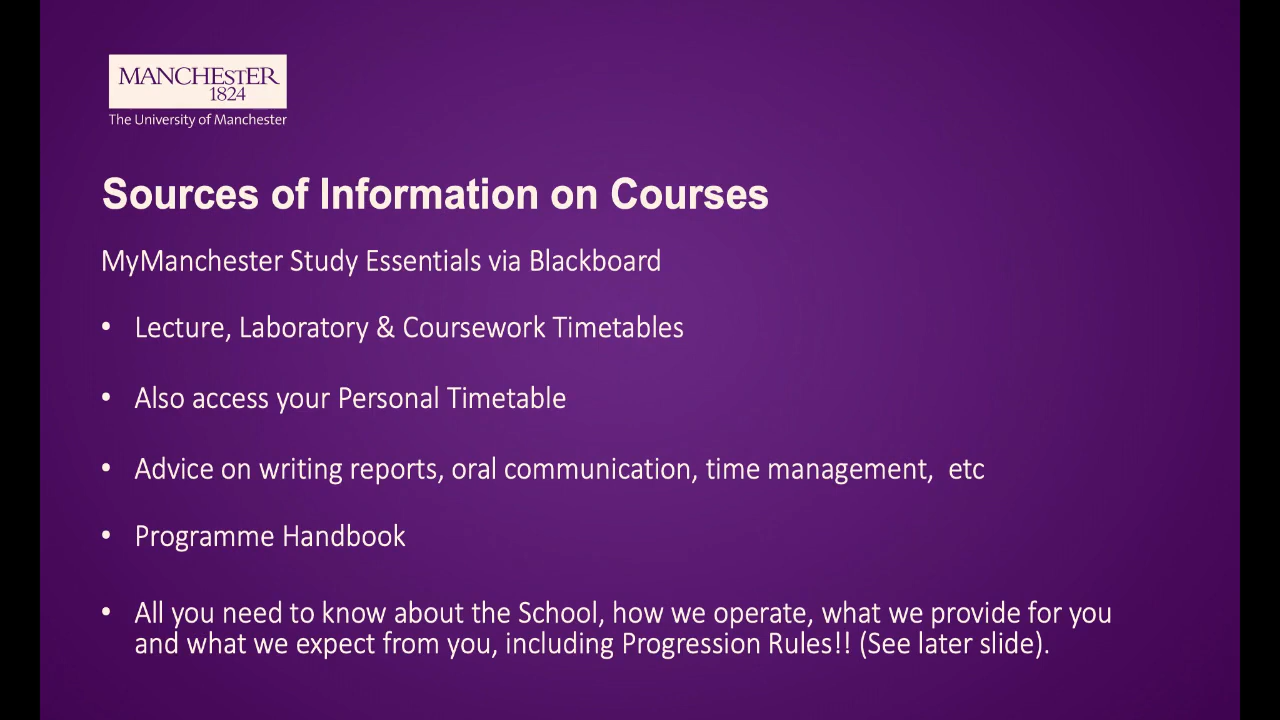 MANCHESTER
1824
The University of Manchester
Sources of Information on Courses
MyManchester Study Essentials via Blackboard
• Lecture, Laboratory & Coursework Timetables
• Also access your Personal Timetable
• Advice on writing reports, oral communication, time management,  etc
• Programme Handbook
• All you need to know about the School, how we operate, what we provide for you
and what we expect from you, including Progression Rules!! (See later slide).